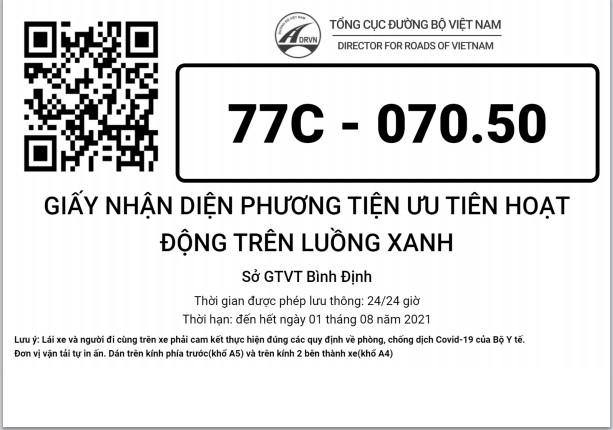 TỔNG CỤC ĐƯỜNG BỘ VIỆT NAM
DRVN
DIRECTOR FOR ROADS OF VIETNAM
77C - 070.50
GIẤY NHẬN DIỆN PHƯƠNG TIỆN ƯU TIÊN HOẠT
ĐỘNG TRÊN LUỒNG XANH
Sở GTVT Bình Định
Thời gian được phép lưu thông: 24/24 giờ
Thời hạn: đến hết ngày 01 tháng 08 năm 2021
Lưu ý: Lái xe và người đi cùng trên xe phải cam kết thực hiện đúng các quy định về phòng, chống dịch Covid-19 của Bộ Y tế.
Đơn vị vận tải tự in ấn. Dán trên kính phía trước(khổ A5) và trên kính 2 bên thành xe(khổ A4)